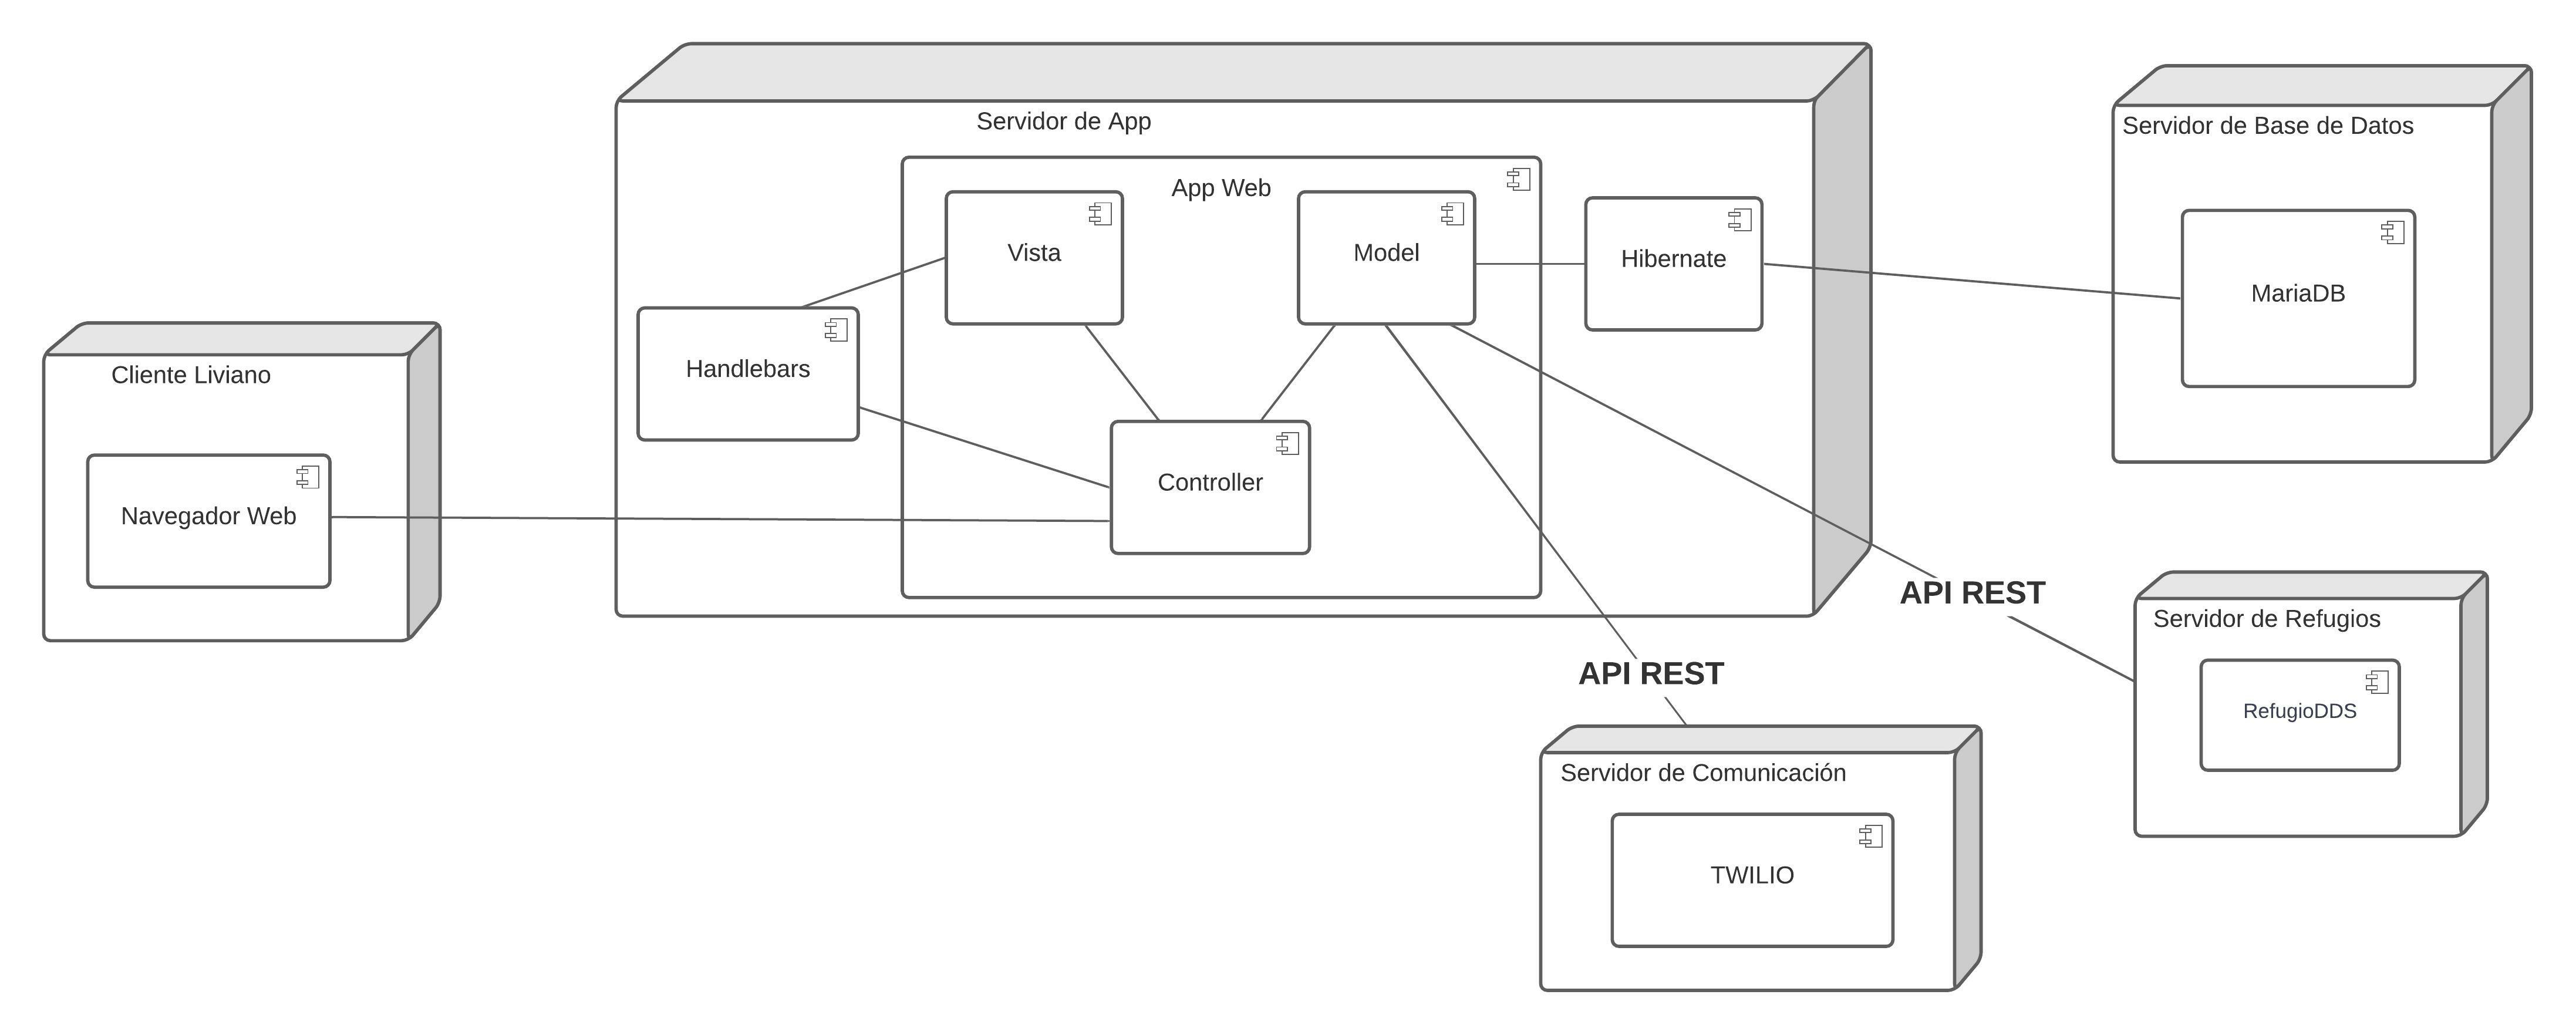 Servidor de App
Servidor de Base de Datos
App Web
Vista
Model
Hibernate
MariaDB
Handlebars
Cliente Liviano
Controller
Navegador Web
API REST
Servidor de Refugios
API REST
RefugioDDS
Servidor de Comunicación
TWILIO